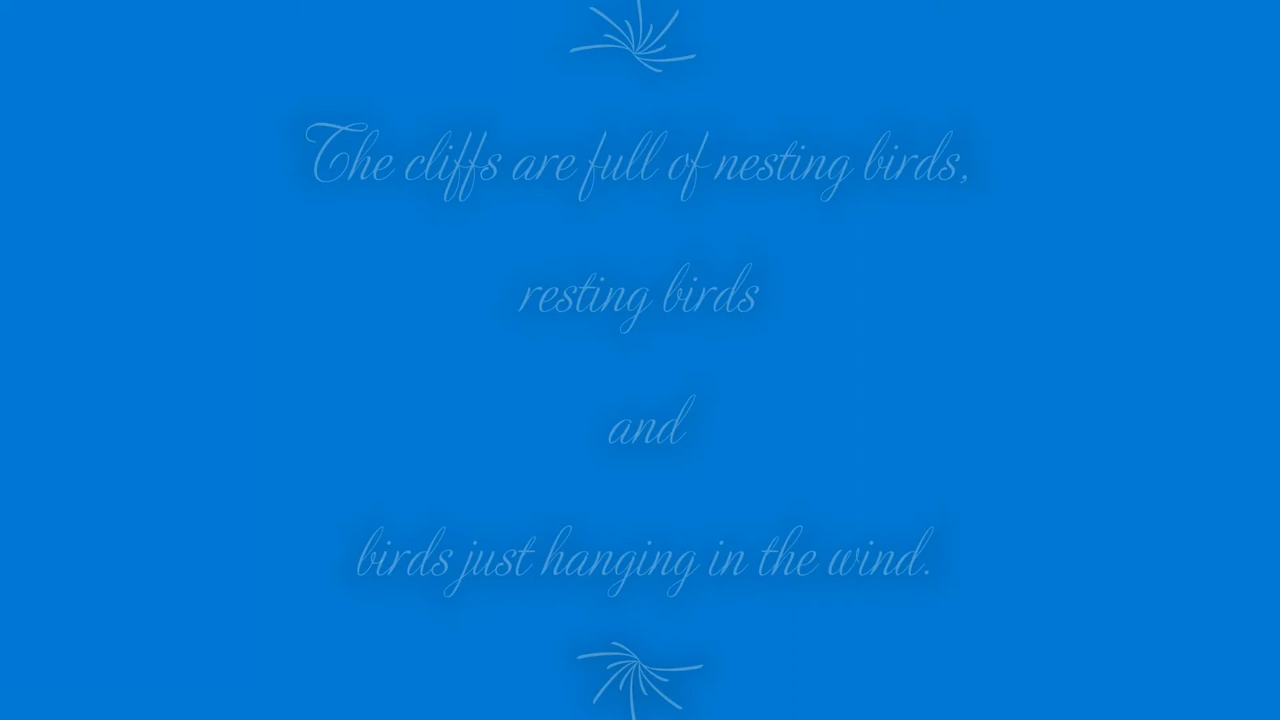 The cliffs are full of nesting birds,
resting birds
and
birds just hanging in the wind.